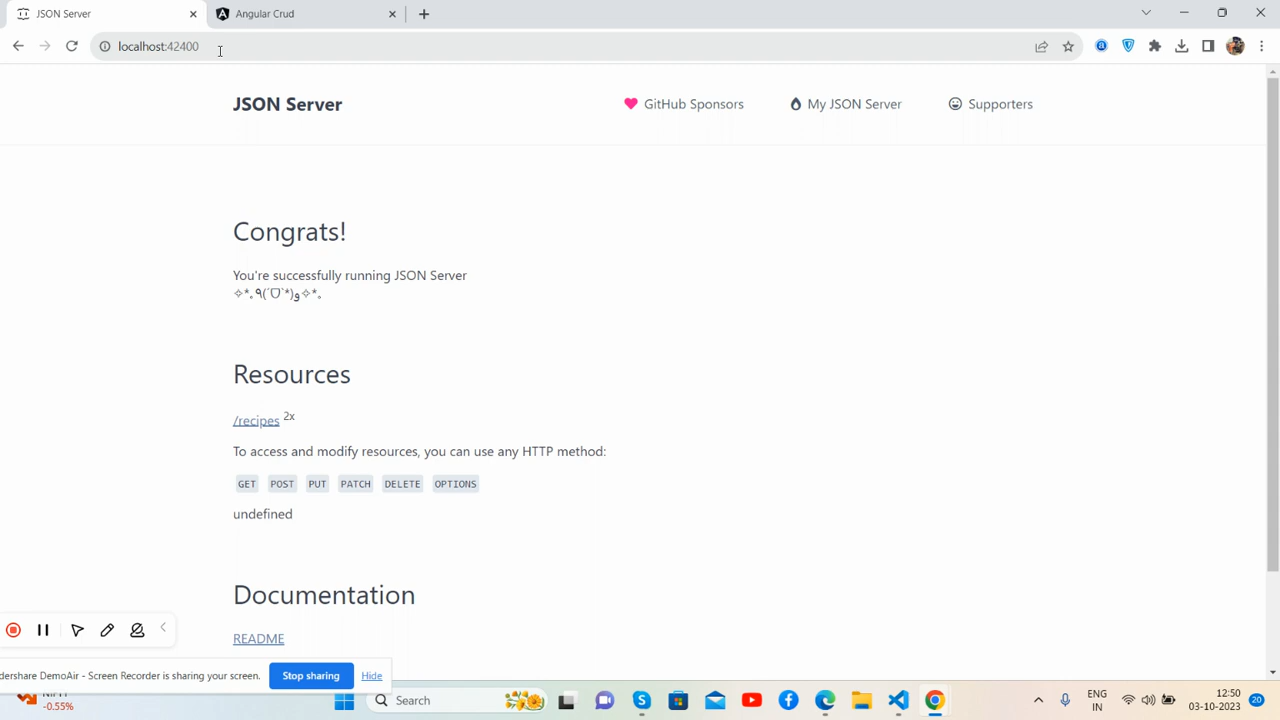 JSON Server
Angular Crud
localhost:42400
JSON Server
GitHub Sponsors
My JSON Server
Supporters
Congrats!
You're successfully running JSON Server
✧*｡٩(ˊᗜˋ*)و✧*｡
Resources
/recipes 2x
To access and modify resources, you can use any HTTP method:
GET POST PUT PATCH DELETE OPTIONS
undefined
Documentation
README
dershare DemoAir - Screen Recorder is sharing your screen.
Stop sharing
Hide
-0.55%
Search
ENG
IN
12:50
03-10-2023
20